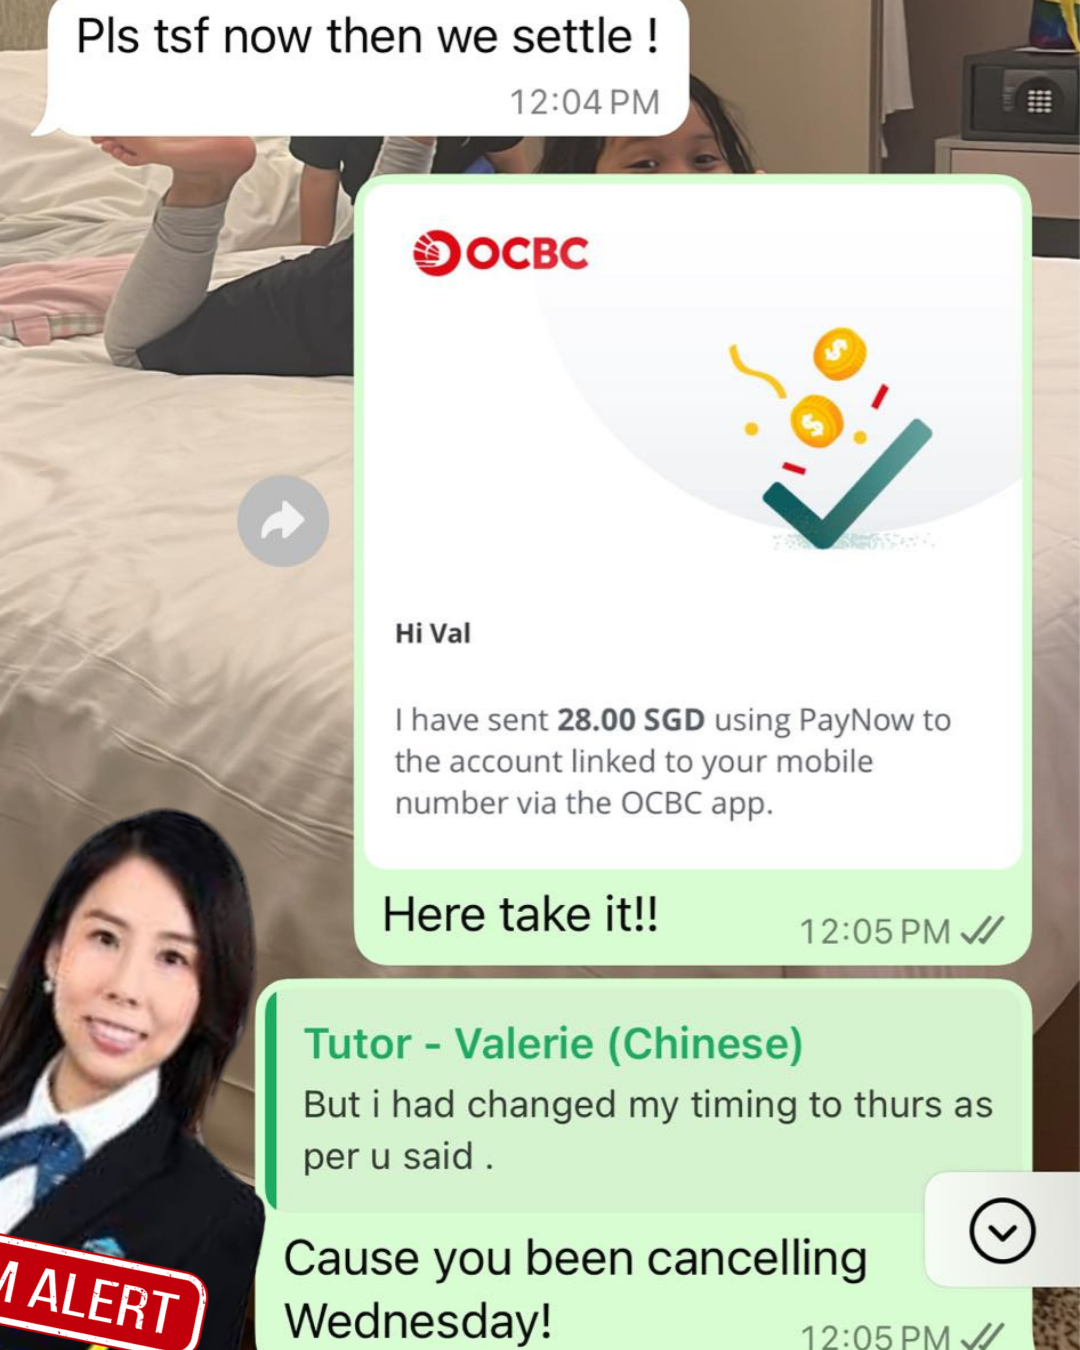 Pls tsf now then we settle !
12:04 PM
OCBC
Hi Val
I have sent 28.00 SGD using PayNow to
the account linked to your mobile
number via the OCBC app.
Here take it!!
12:05 PM
Tutor - Valerie (Chinese)
But i had changed my timing to thurs as
per u said .
Cause you been cancelling
Wednesday!
12:05 PM
ALERT